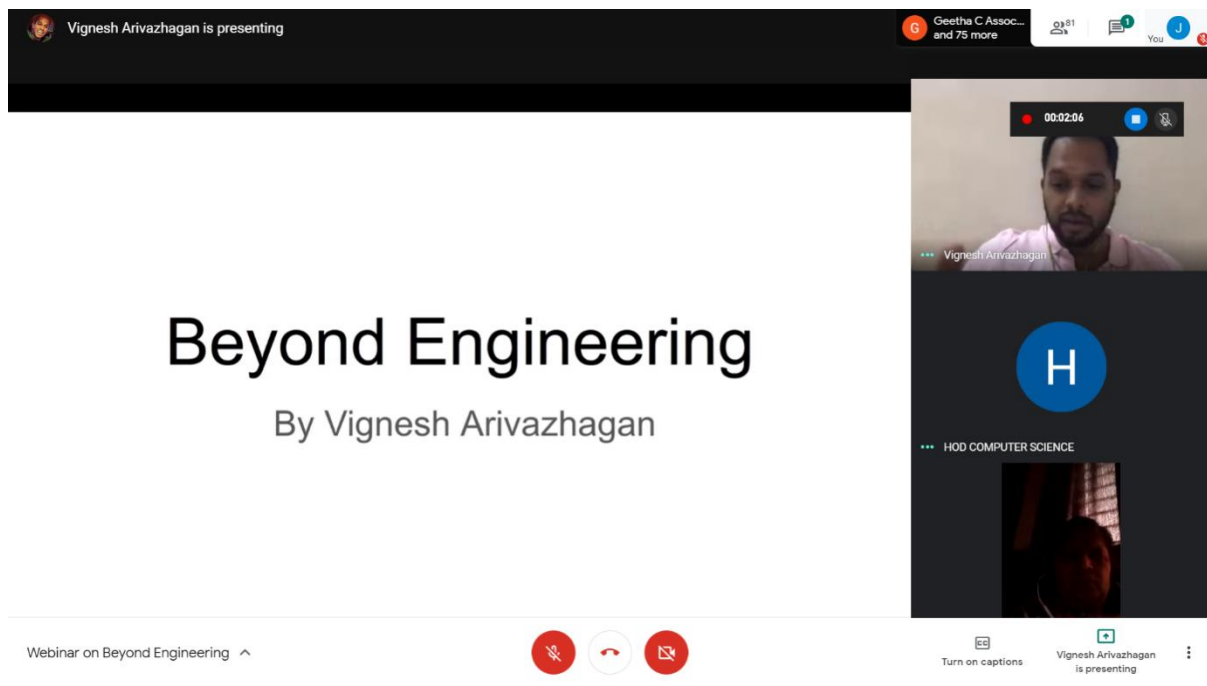 Vignesh Arivazhagan is presenting
G
Geetha C Assoc...
and 75 more
81
1
You
J
00:02:06
Vignesh Arivazhagan
Beyond Engineering
By Vignesh Arivazhagan
H
HOD COMPUTER SCIENCE
Webinar on Beyond Engineering
CC
Turn on captions
Vignesh Arivazhagan
is presenting